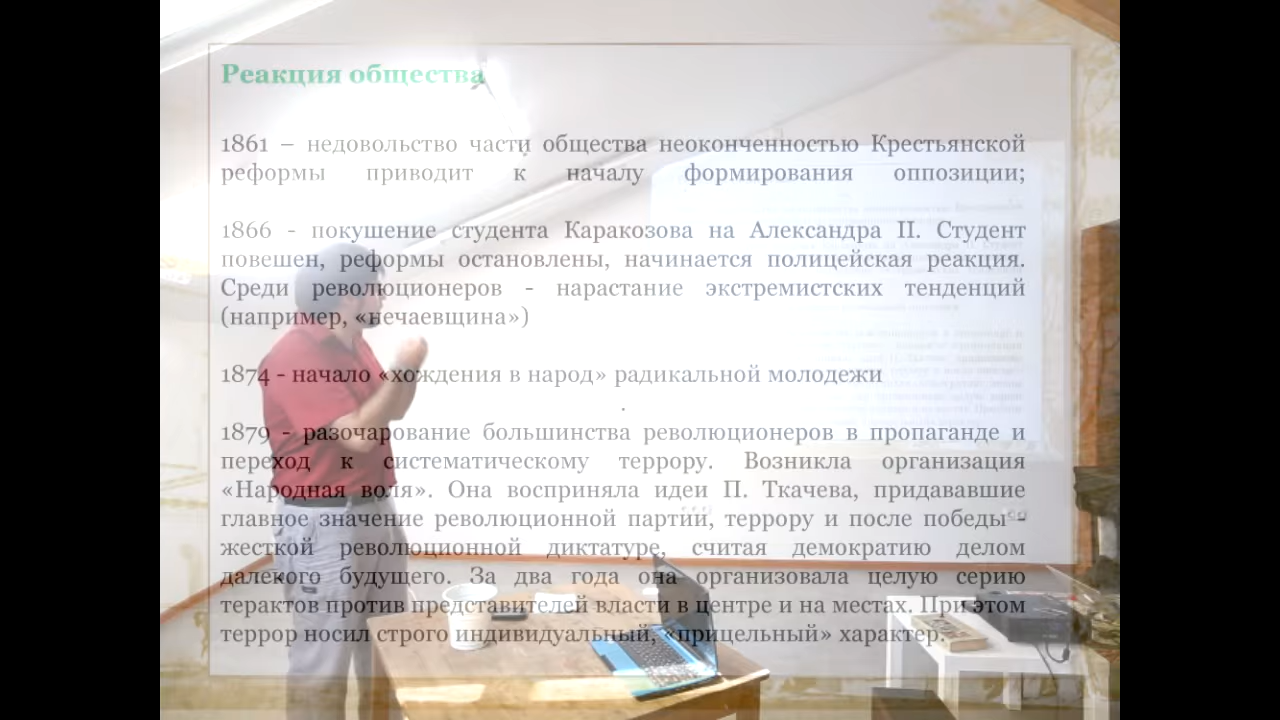 Реакция общества
1861 – недовольство части общества неоконченностью Крестьянской
реформы приводит к началу формирования оппозиции;
1866 - покушение студента Каракозова на Александра II. Студент
повешен, реформы остановлены, начинается полицейская реакция.
Среди революционеров - нарастание экстремистских тенденций
(например, «нечаевщина»)
1874 - начало «хождения в народ» радикальной молодежи
.
1879 - разочарование большинства революционеров в пропаганде и
переход к систематическому террору. Возникла организация
«Народная воля». Она восприняла идеи П. Ткачева, придававшие
главное значение революционной партии, террору и после победы -
жесткой революционной диктатуре, считая демократию делом
далекого будущего. За два года она организовала целую серию
терактов против представителей власти в центре и на местах. При этом
террор носил строго индивидуальный, «прицельный» характер.